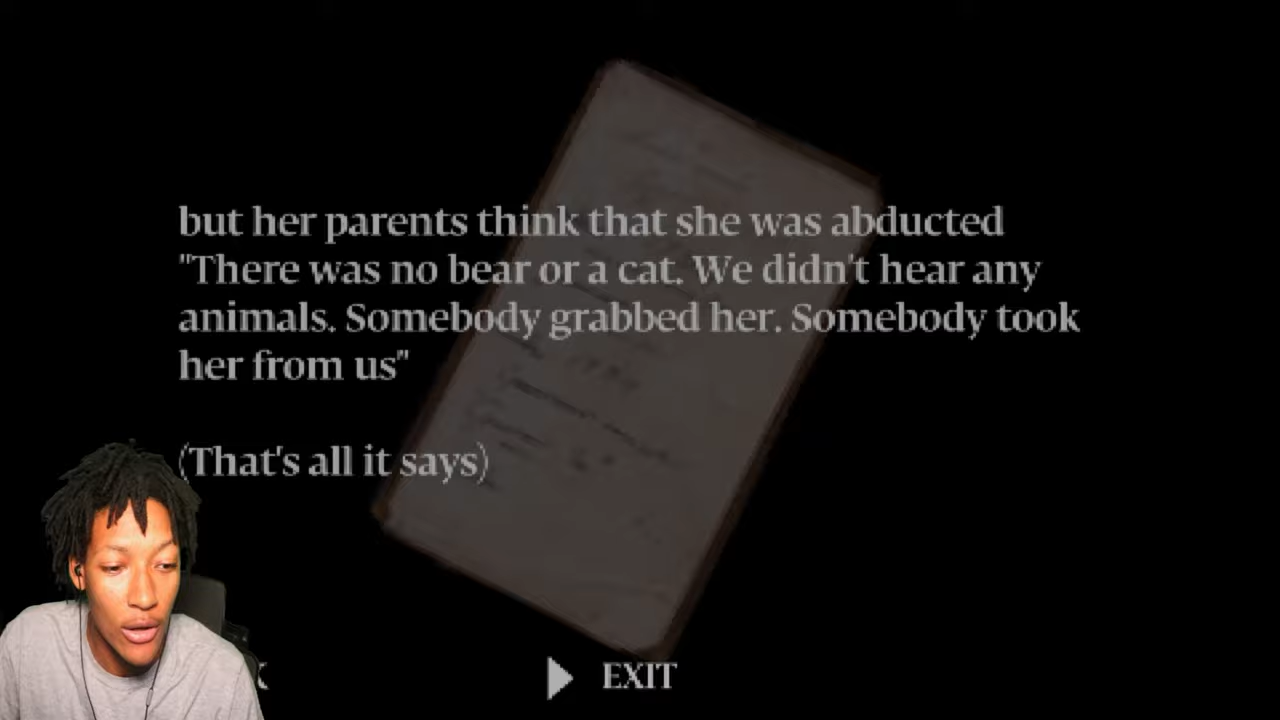 but her parents think that she was abducted
"There was no bear or a cat. We didn't hear any
animals. Somebody grabbed her. Somebody took
her from us"
(That's all it says)
EXIT